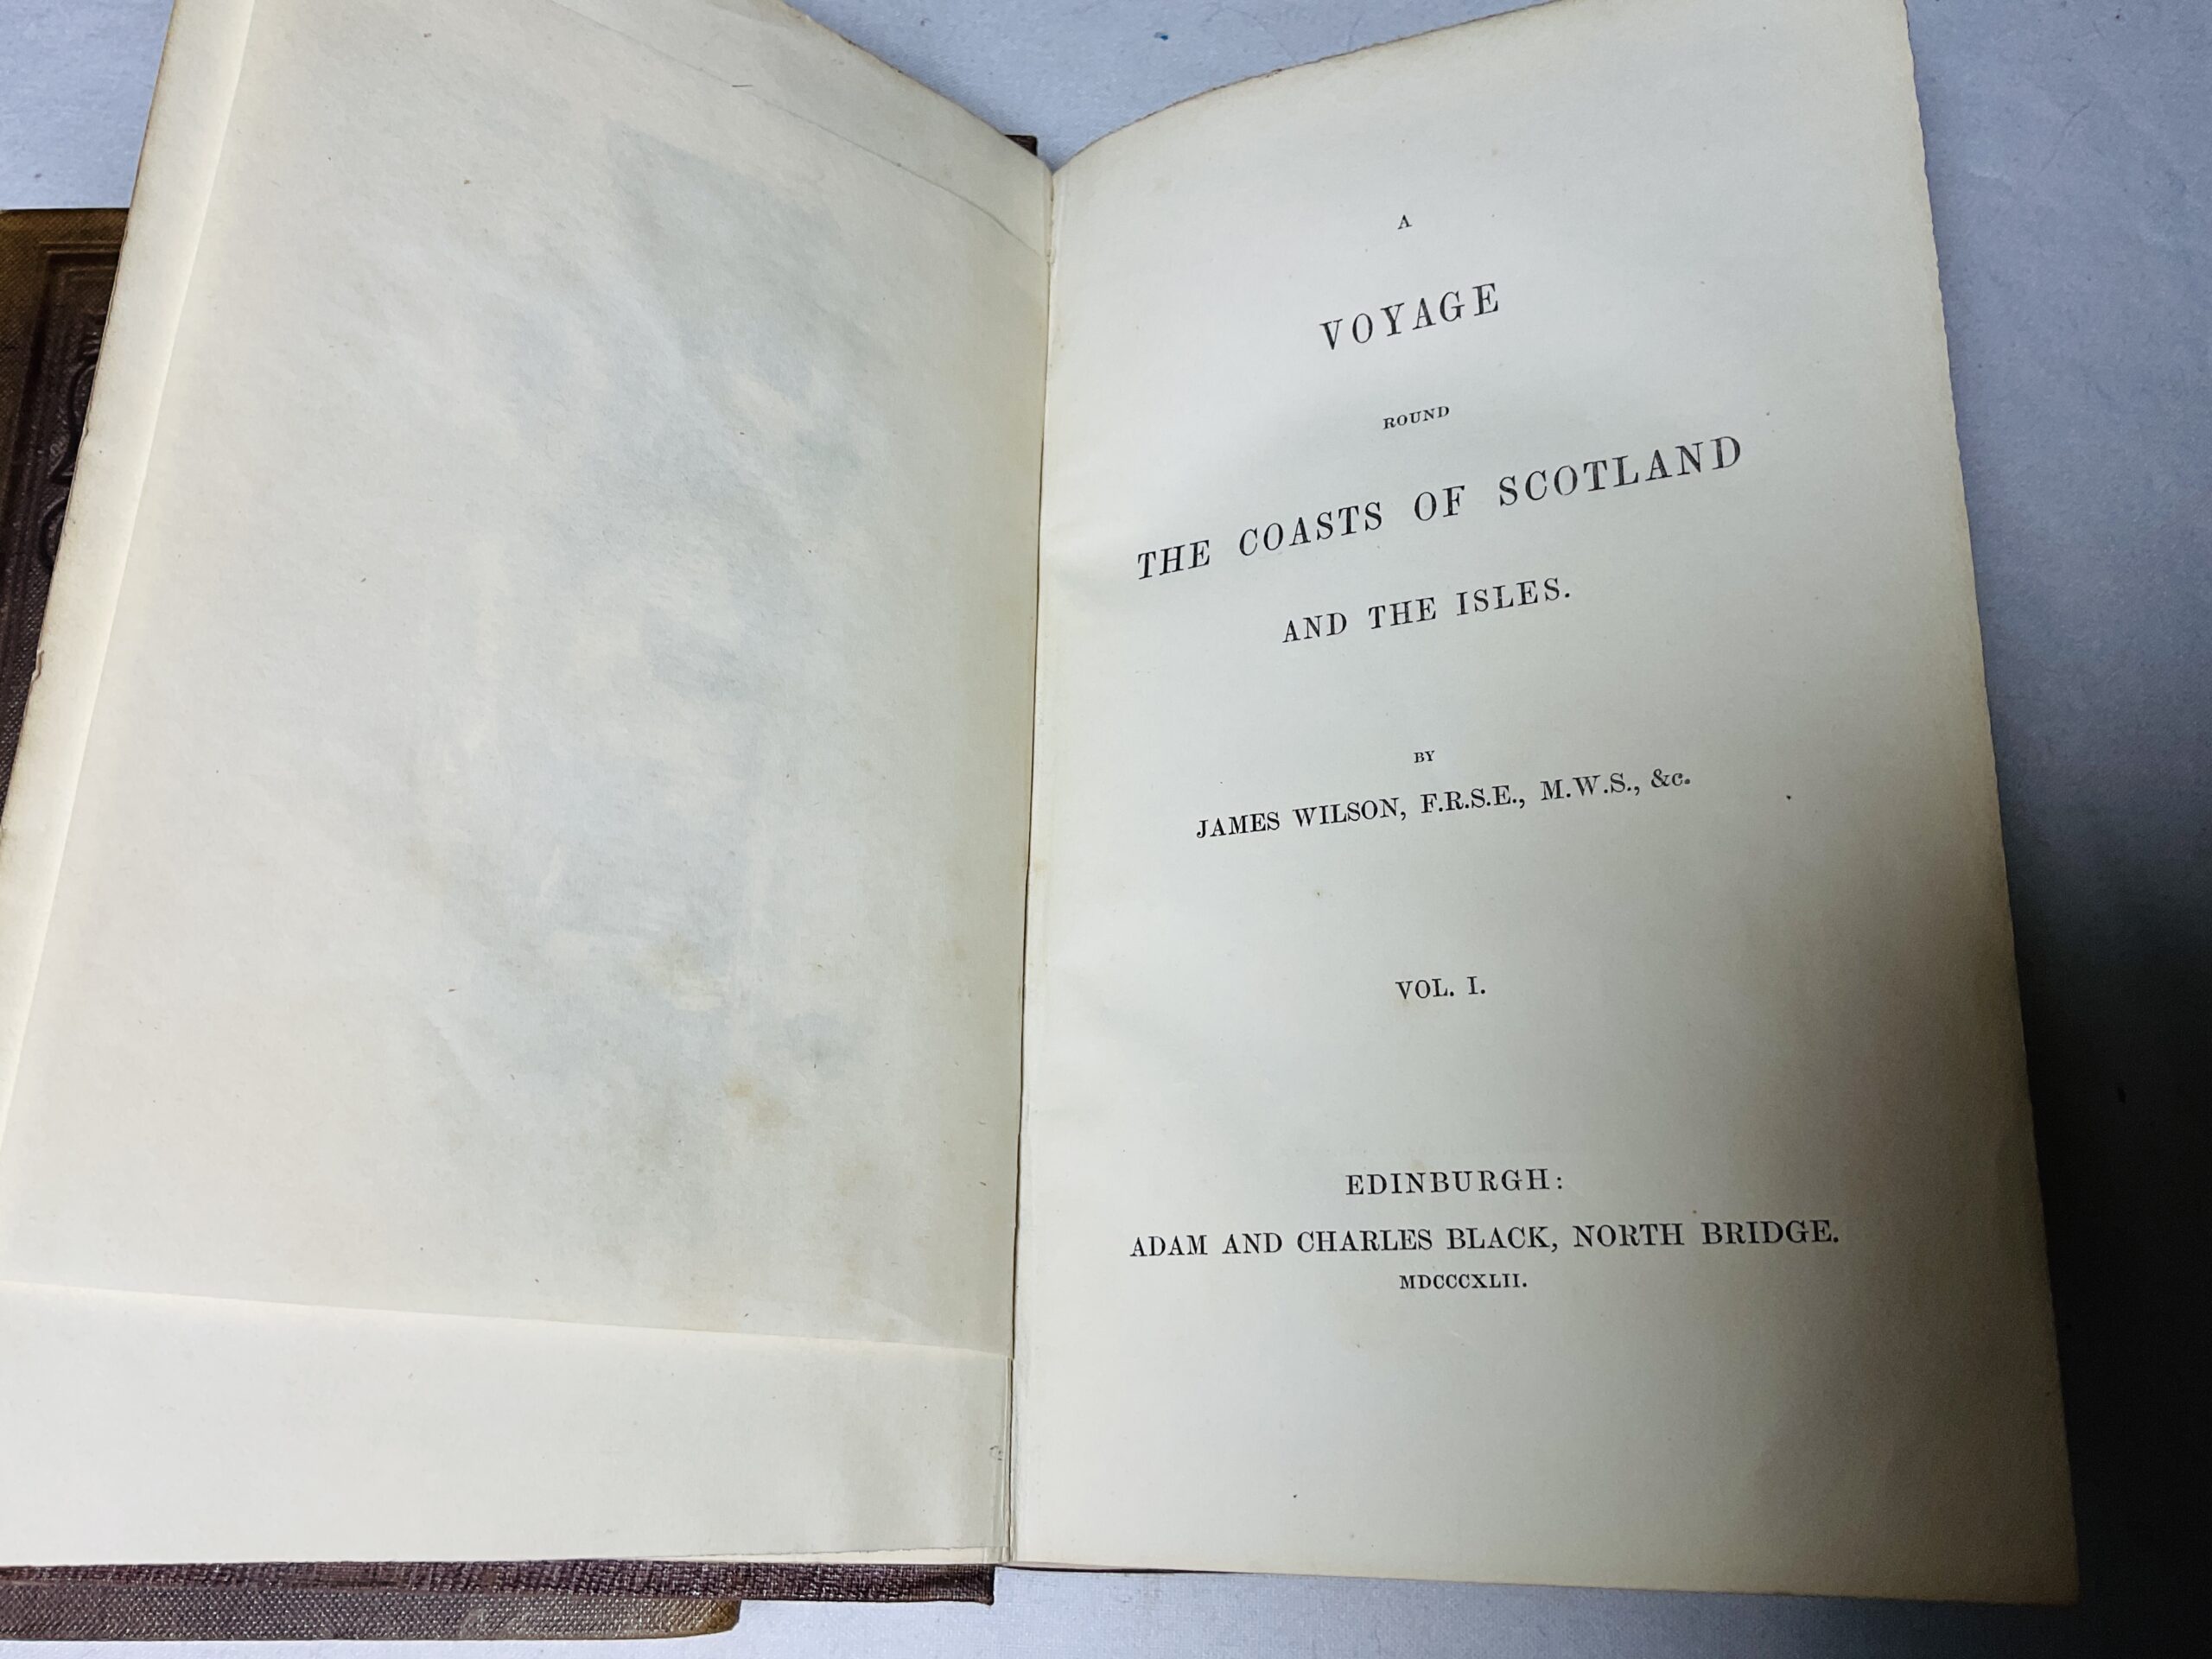 A
VOYAGE
ROUND
THE COASTS OF SCOTLAND
AND THE ISLES.
BY
JAMES WILSON, F.R.S.E., M.W.S., &c.
VOL. I.
EDINBURGH:
ADAM AND CHARLES BLACK, NORTH BRIDGE.
MDCCCXLII.